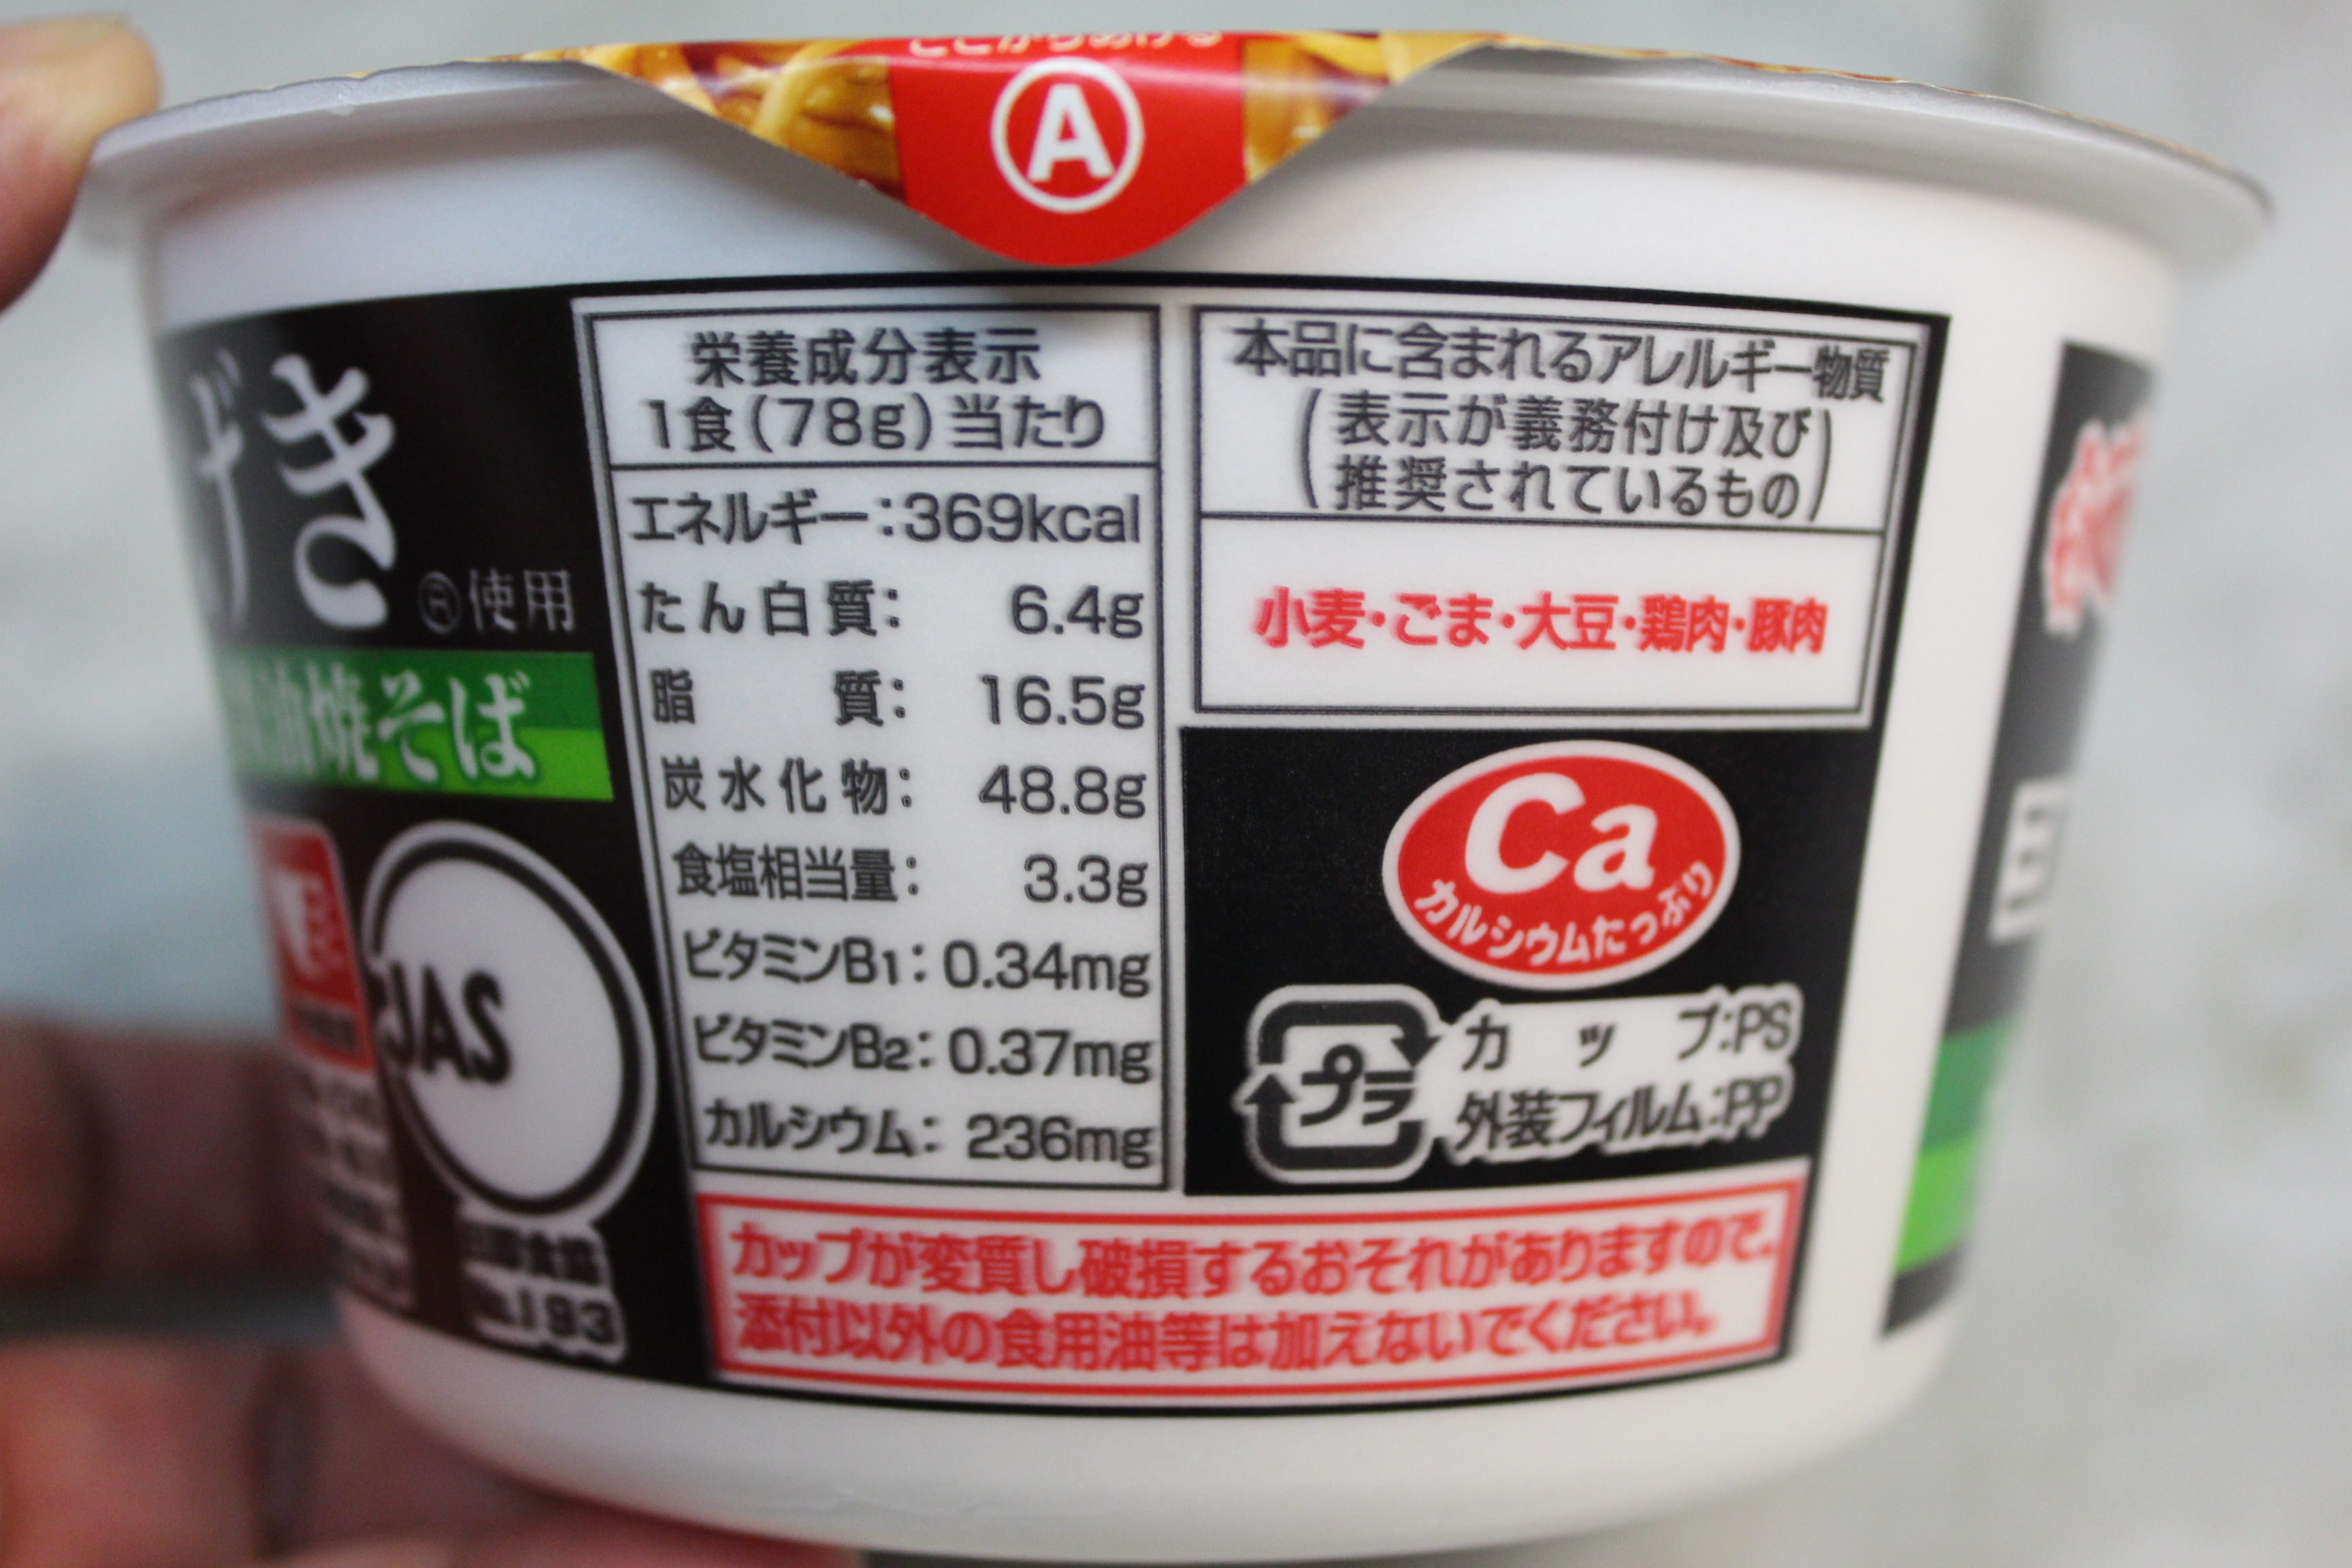 ここからあける
A
げき
®使用
油焼そば
JAS
栄養成分表示
1食(78g)当たり
エネルギー:369kcal
たん白質: 6.4g
脂質: 16.5g
炭水化物: 48.8g
食塩相当量: 3.3g
ビタミンB1:0.34mg
ビタミンB2:0.37mg
カルシウム: 236mg
本品に含まれるアレルギー物質
(表示が義務付け及び
推奨されているもの)
小麦・ごま・大豆・鶏肉・豚肉
Ca
カルシウムたっぷり
プラ
カップ:PS
外装フィルム:PP
カップが変質し破損するおそれがありますので、
添付以外の食用油等は加えないでください。